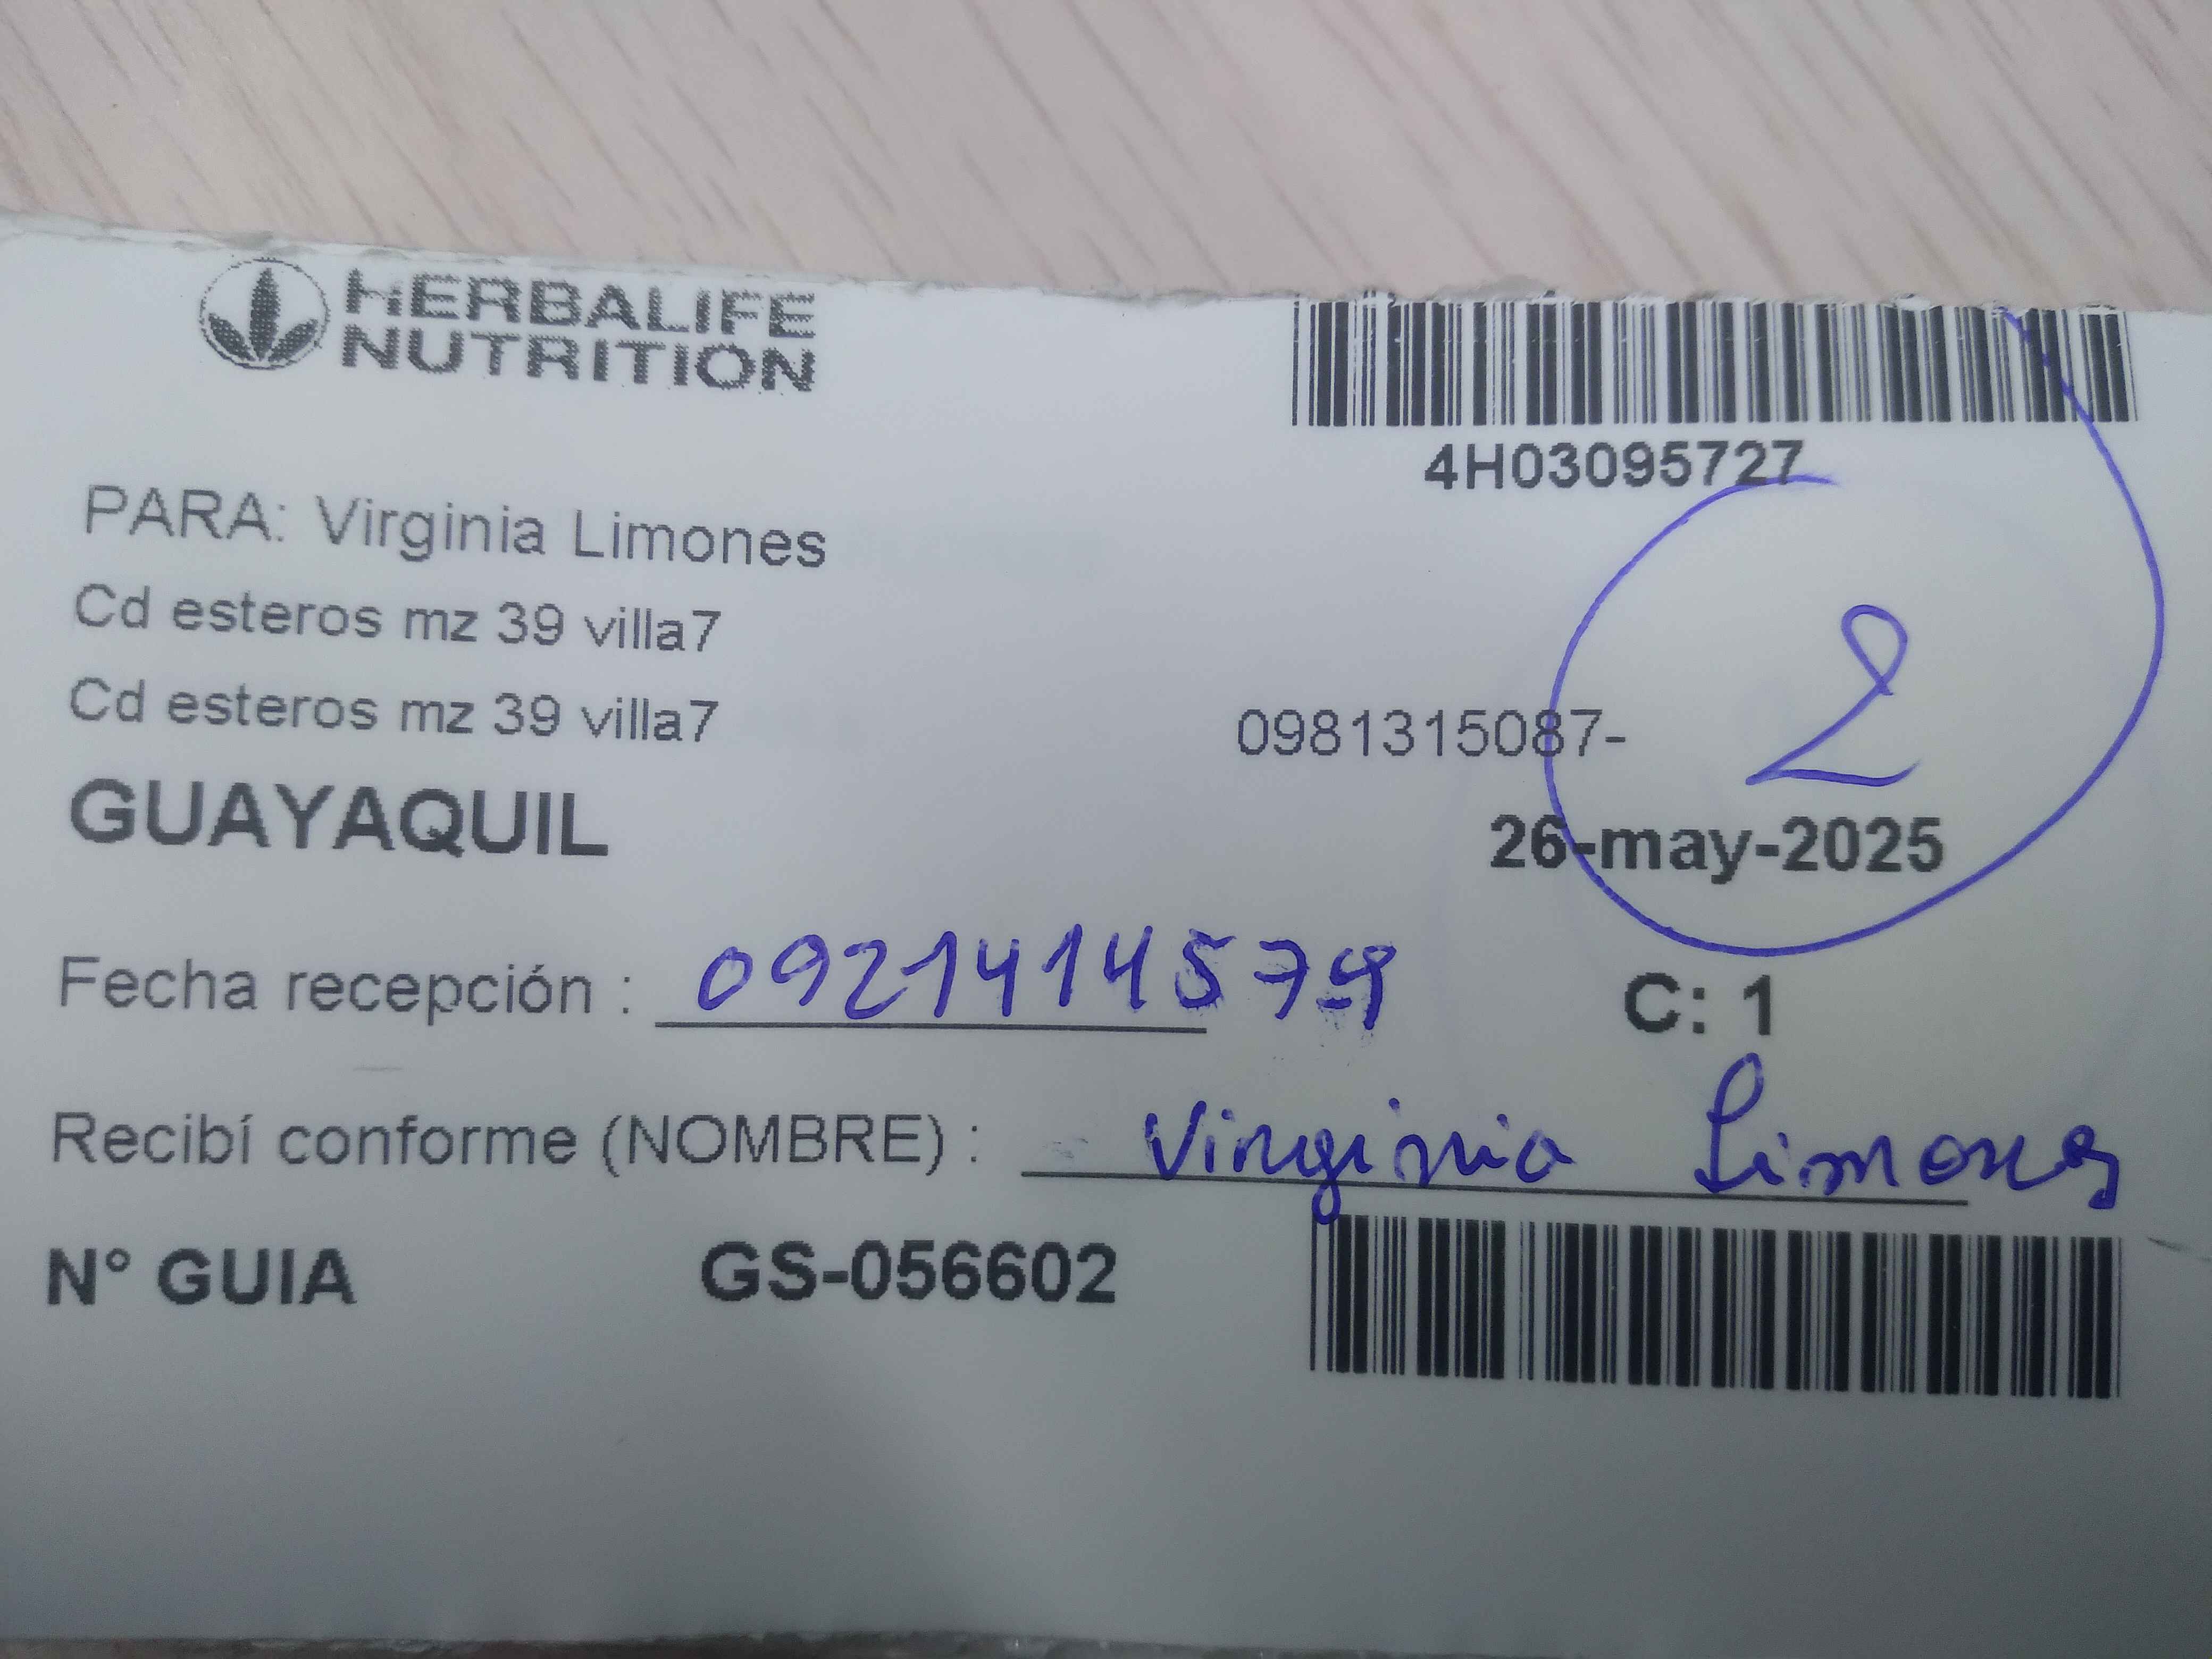 HERBALIFE
NUTRITION
4H03095727
PARA: Virginia Limones
Cd esteros mz 39 villa7
Cd esteros mz 39 villa7
0981315087-
2
GUAYAQUIL
26-may-2025
Fecha recepción : 0921414579
C: 1
Recibí conforme (NOMBRE) : Virginia Limones
N° GUIA GS-056602